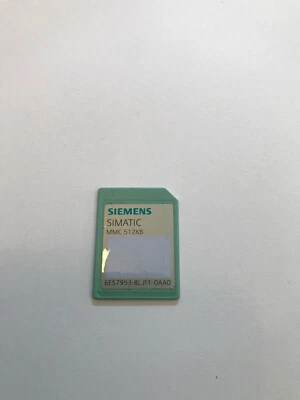 SIEMENS
SIMATIC
MMC 512KB
6ES7953-8LJ11-0AA0